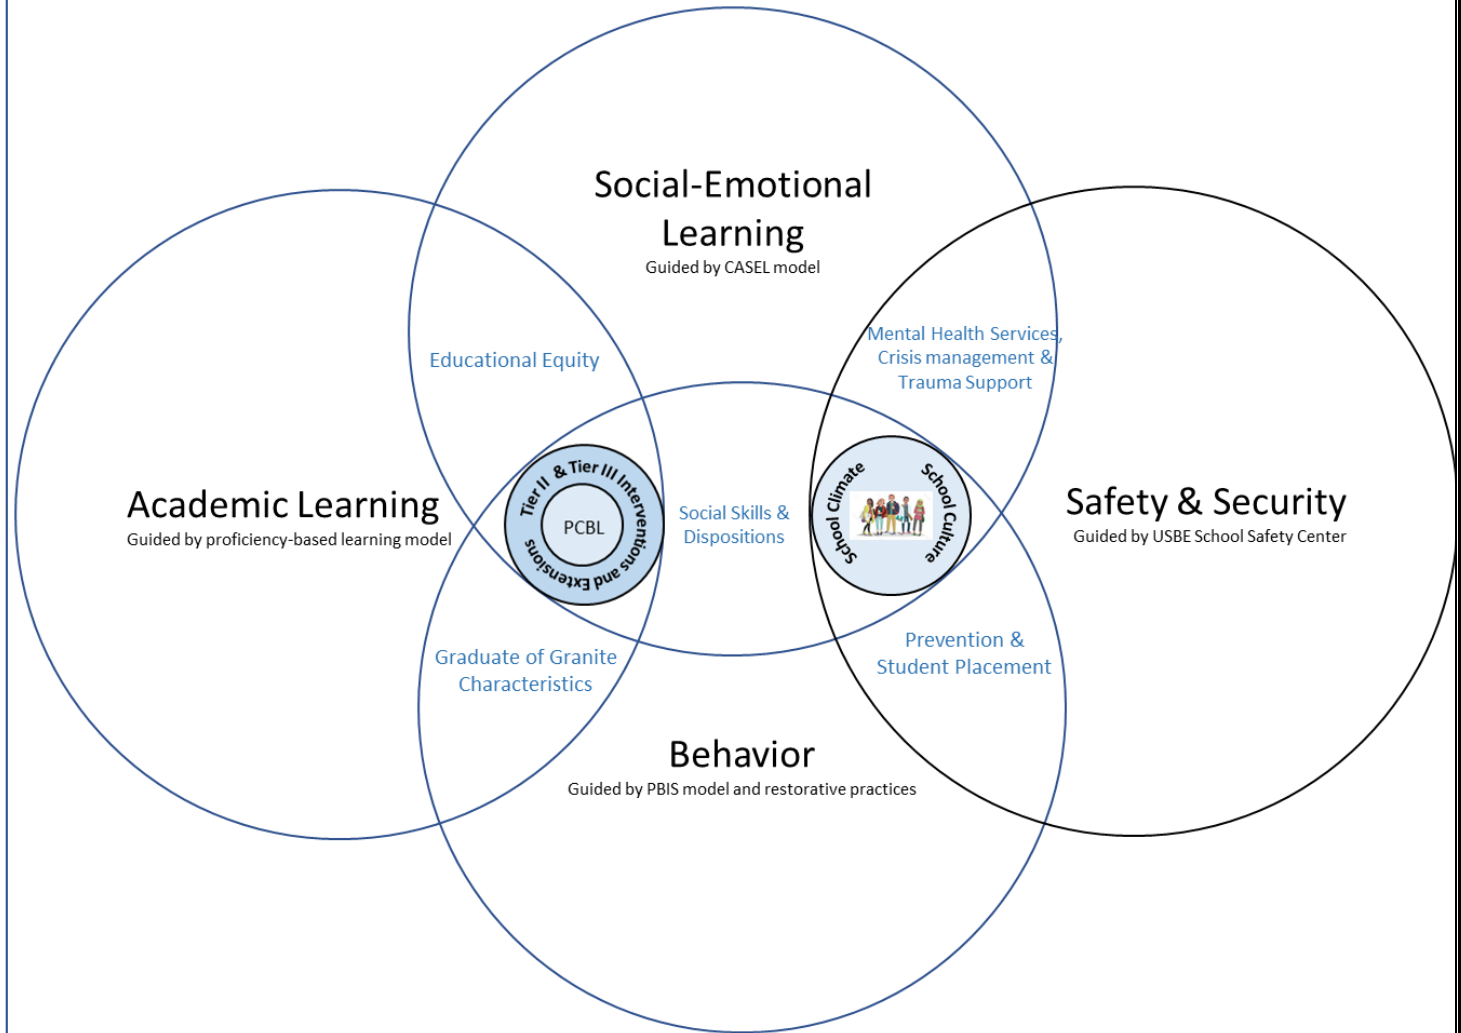 Social-Emotional
Learning
Guided by CASEL model
Mental Health Services,
Crisis management &
Trauma Support
Educational Equity
Academic Learning
Guided by proficiency-based learning model
Tier II & Tier III Interventions and Extensions
PCBL
Social Skills &
Dispositions
School Climate
School Culture
Safety & Security
Guided by USBE School Safety Center
Graduate of Granite
Characteristics
Prevention &
Student Placement
Behavior
Guided by PBIS model and restorative practices